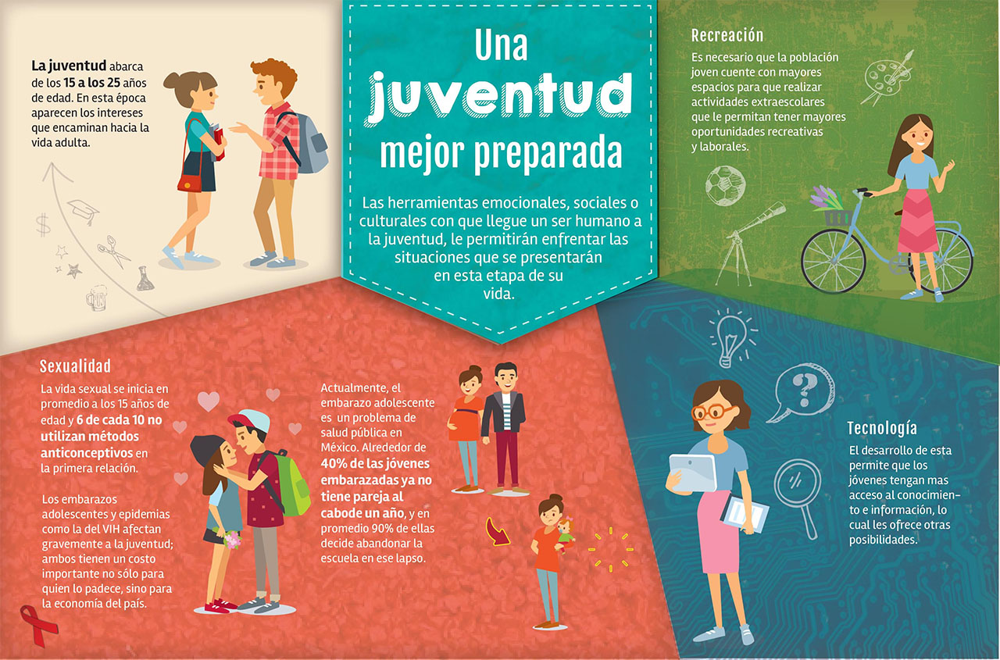 La juventud abarca
de los 15 a los 25 años
de edad. En esta época
aparecen los intereses
que encaminan hacia la
vida adulta.
Una
juventud
mejor preparada
Las herramientas emocionales, sociales o
culturales con que llegue un ser humano a
la juventud, le permitirán enfrentar las
situaciones que se presentarán
en esta etapa de su
vida.
Recreación
Es necesario que la población
joven cuente con mayores
espacios para que realizar
actividades extraescolares
que le permitan tener mayores
oportunidades recreativas
y laborales.
Sexualidad
La vida sexual se inicia en
promedio a los 15 años de
edad y 6 de cada 10 no
utilizan métodos
anticonceptivos en
la primera relación.
Los embarazos
adolescentes y epidemias
como la del VIH afectan
gravemente a la juventud;
ambos tienen un costo
importante no sólo para
quien lo padece, sino para
la economía del país.
Actualmente, el
embarazo adolescente
es un problema de
salud pública en
México. Alrededor de
40% de las jóvenes
embarazadas ya no
tiene pareja al
cabode un año, y en
promedio 90% de ellas
decide abandonar la
escuela en ese lapso.
Tecnología
El desarrollo de esta
permite que los
jóvenes tengan mas
acceso al conocimien-
to e información, lo
cual les ofrece otras
posibilidades.
$
?